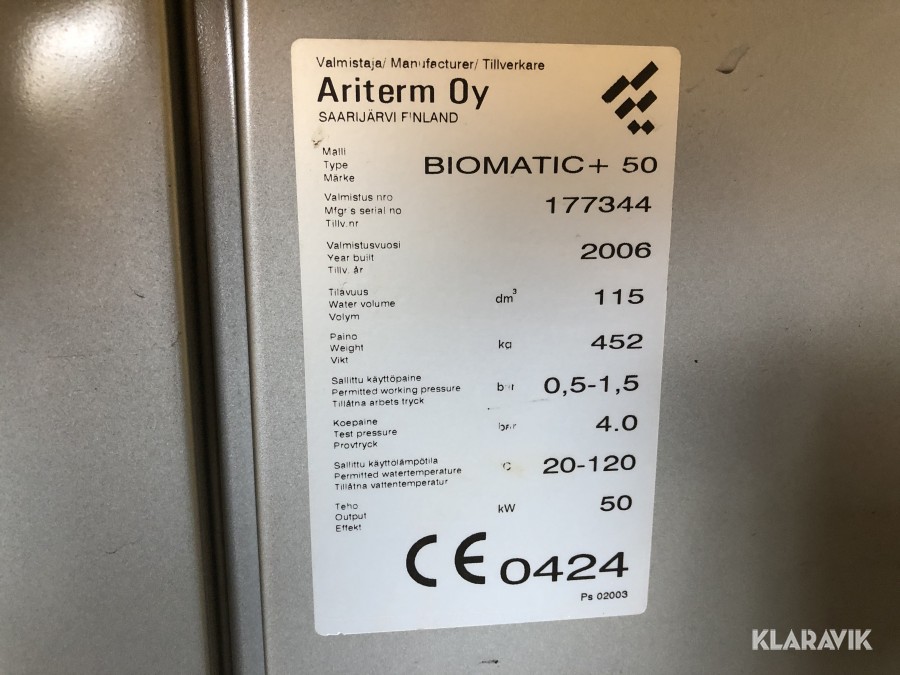 Valmistaja/ Manufacturer/ Tillverkare
Ariterm Oy
SAARIJÄRVI FINLAND
Malli
Type
Märke
BIOMATIC+ 50
Valmistus nro
Mfgr s serial no
Tillv.nr
177344
Valmistusvuosi
Year built
Tillv. år
2006
Tilavuus
Water volume
Volym
dm³ 115
Paino
Weight
Vikt
kg 452
Sallittu käyttöpaine
Permitted working pressure
Tillåtna arbets tryck
bar 0,5-1,5
Koepaine
Test pressure
Provtryck
bar 4.0
Sallittu käyttölämpötila
Permitted watertemperature
Tillåtna vattentemperatur
°C 20-120
Teho
Output
Effekt
kW 50
CE 0424
Ps 02003
KLARAVIK